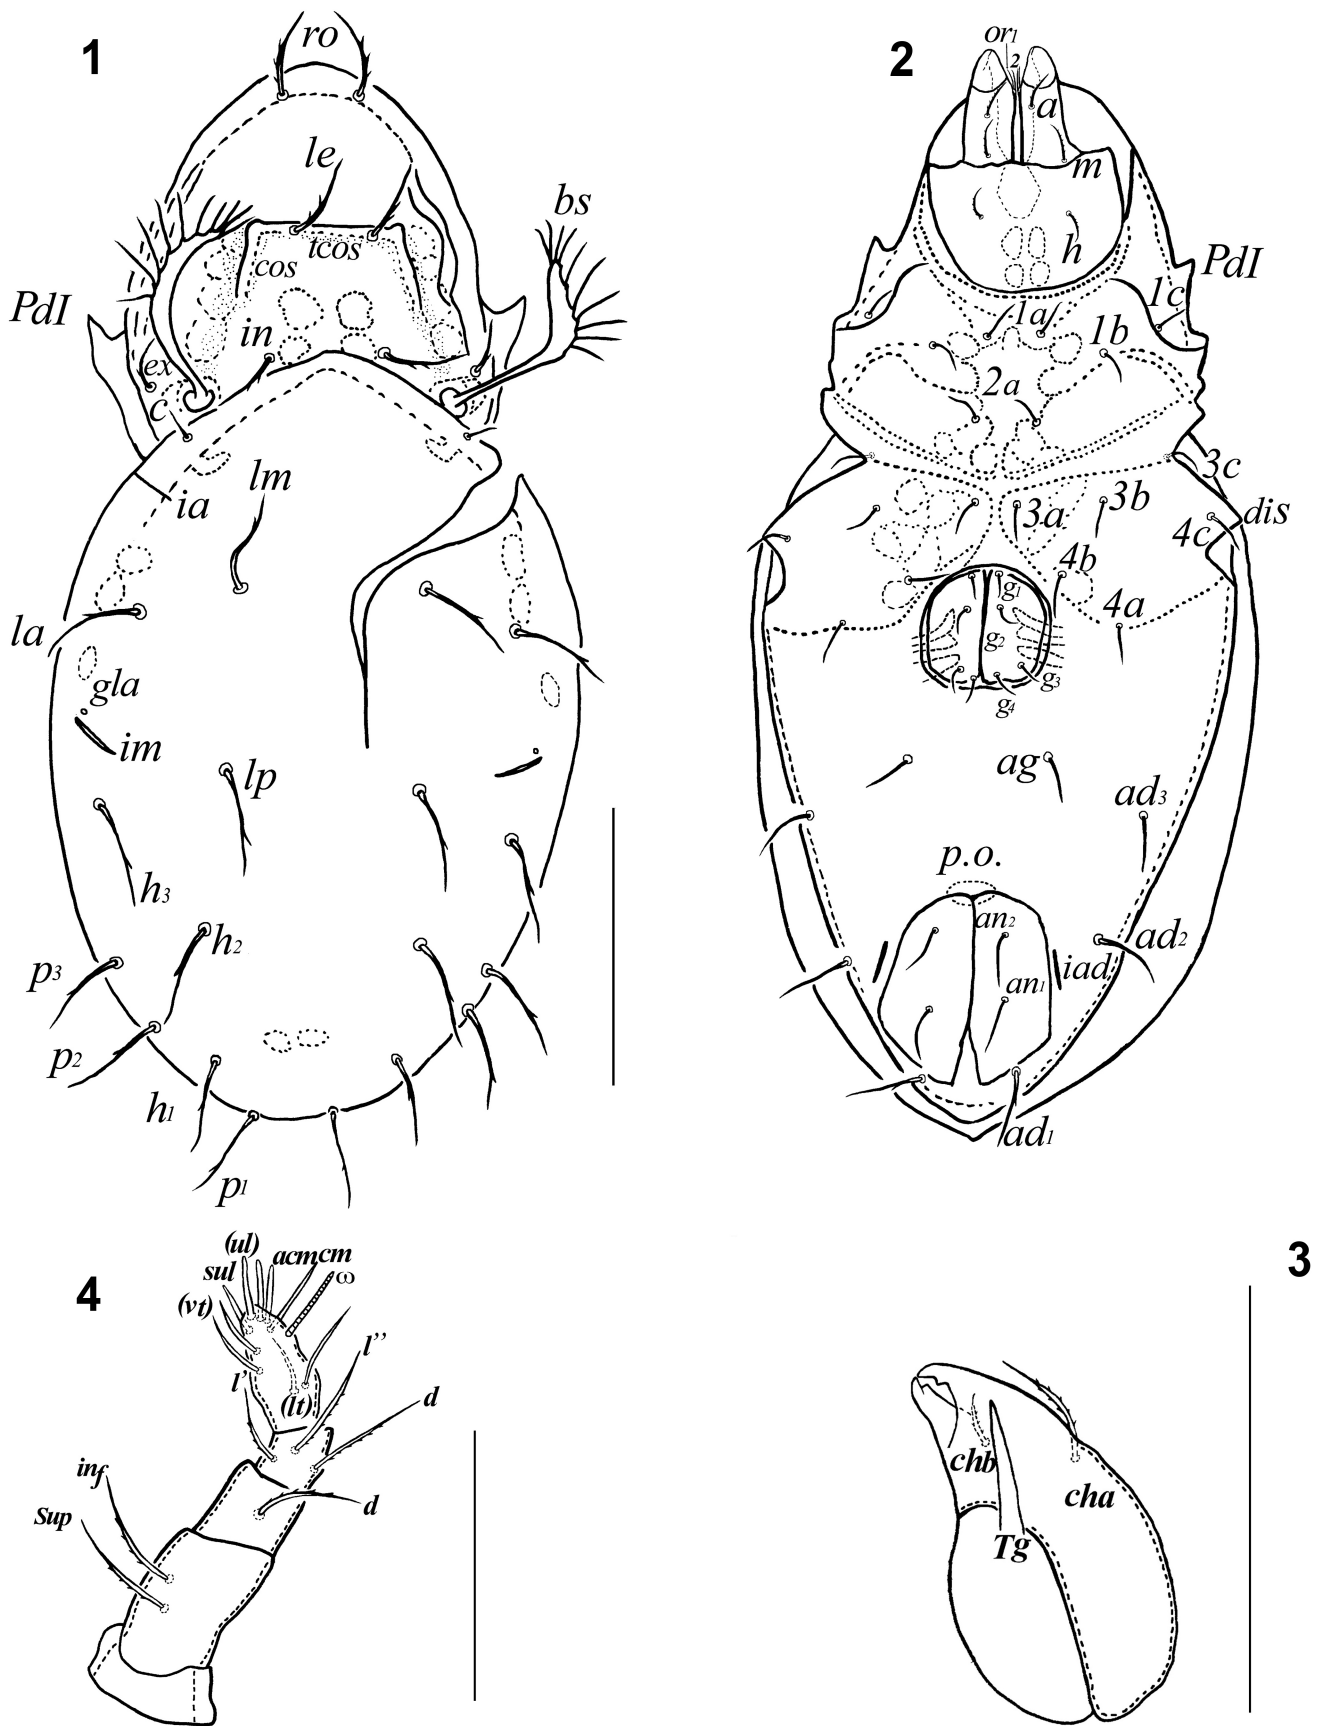 1
ro
le
bs
tcos
cos
PdI
in
ex
c
lm
ia
la
gla
im
lp
h3
h2
p3
p2
h1
p1
2
or1
2
a
m
h
PdI
1c
1a
1b
2a
3c
3a
3b
dis
4c
4b
g1
4a
g2
g3
g4
ag
ad3
p.o.
an2
ad2
iad
an1
ad1
4
(ul)
acm cm
sul
ω
(vt)
l''
l'
(lt)
d
inf
d
Sup
3
chb
cha
Tg